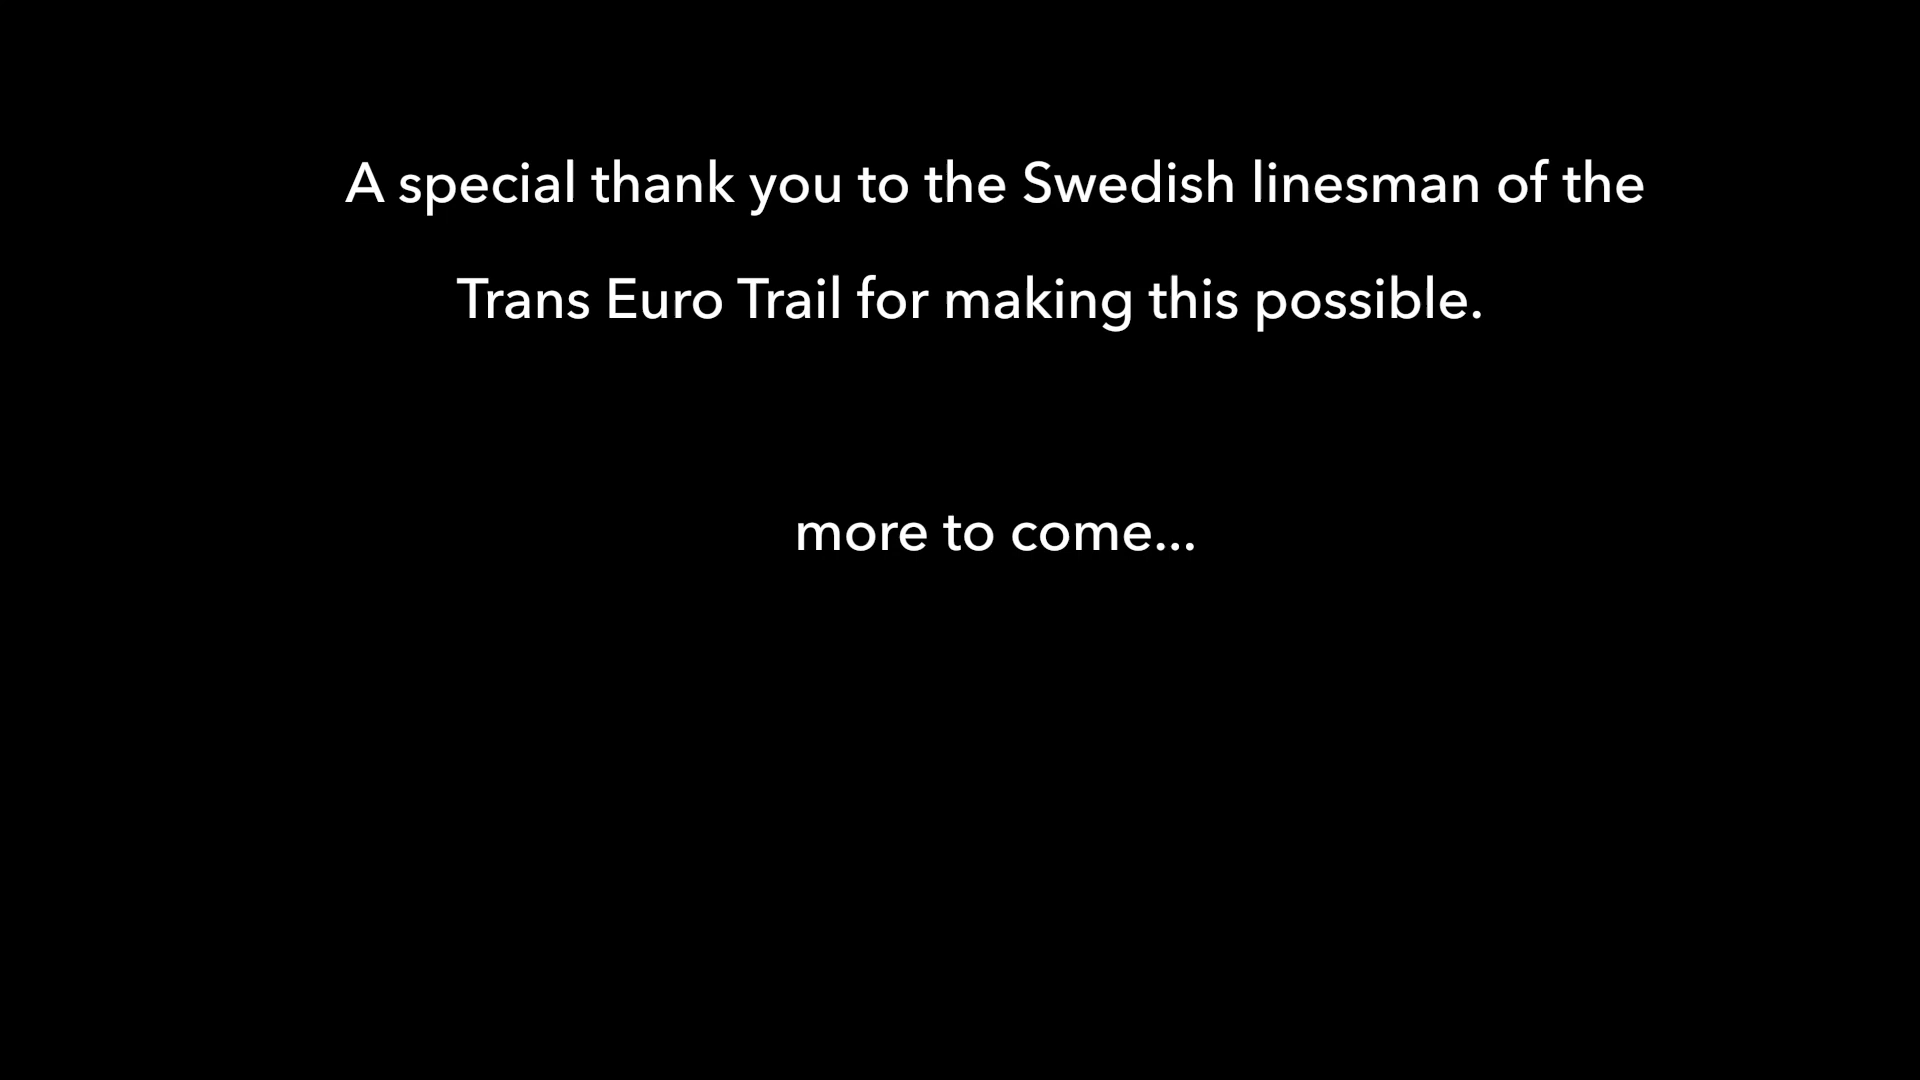 A special thank you to the Swedish linesman of the
Trans Euro Trail for making this possible.
more to come...